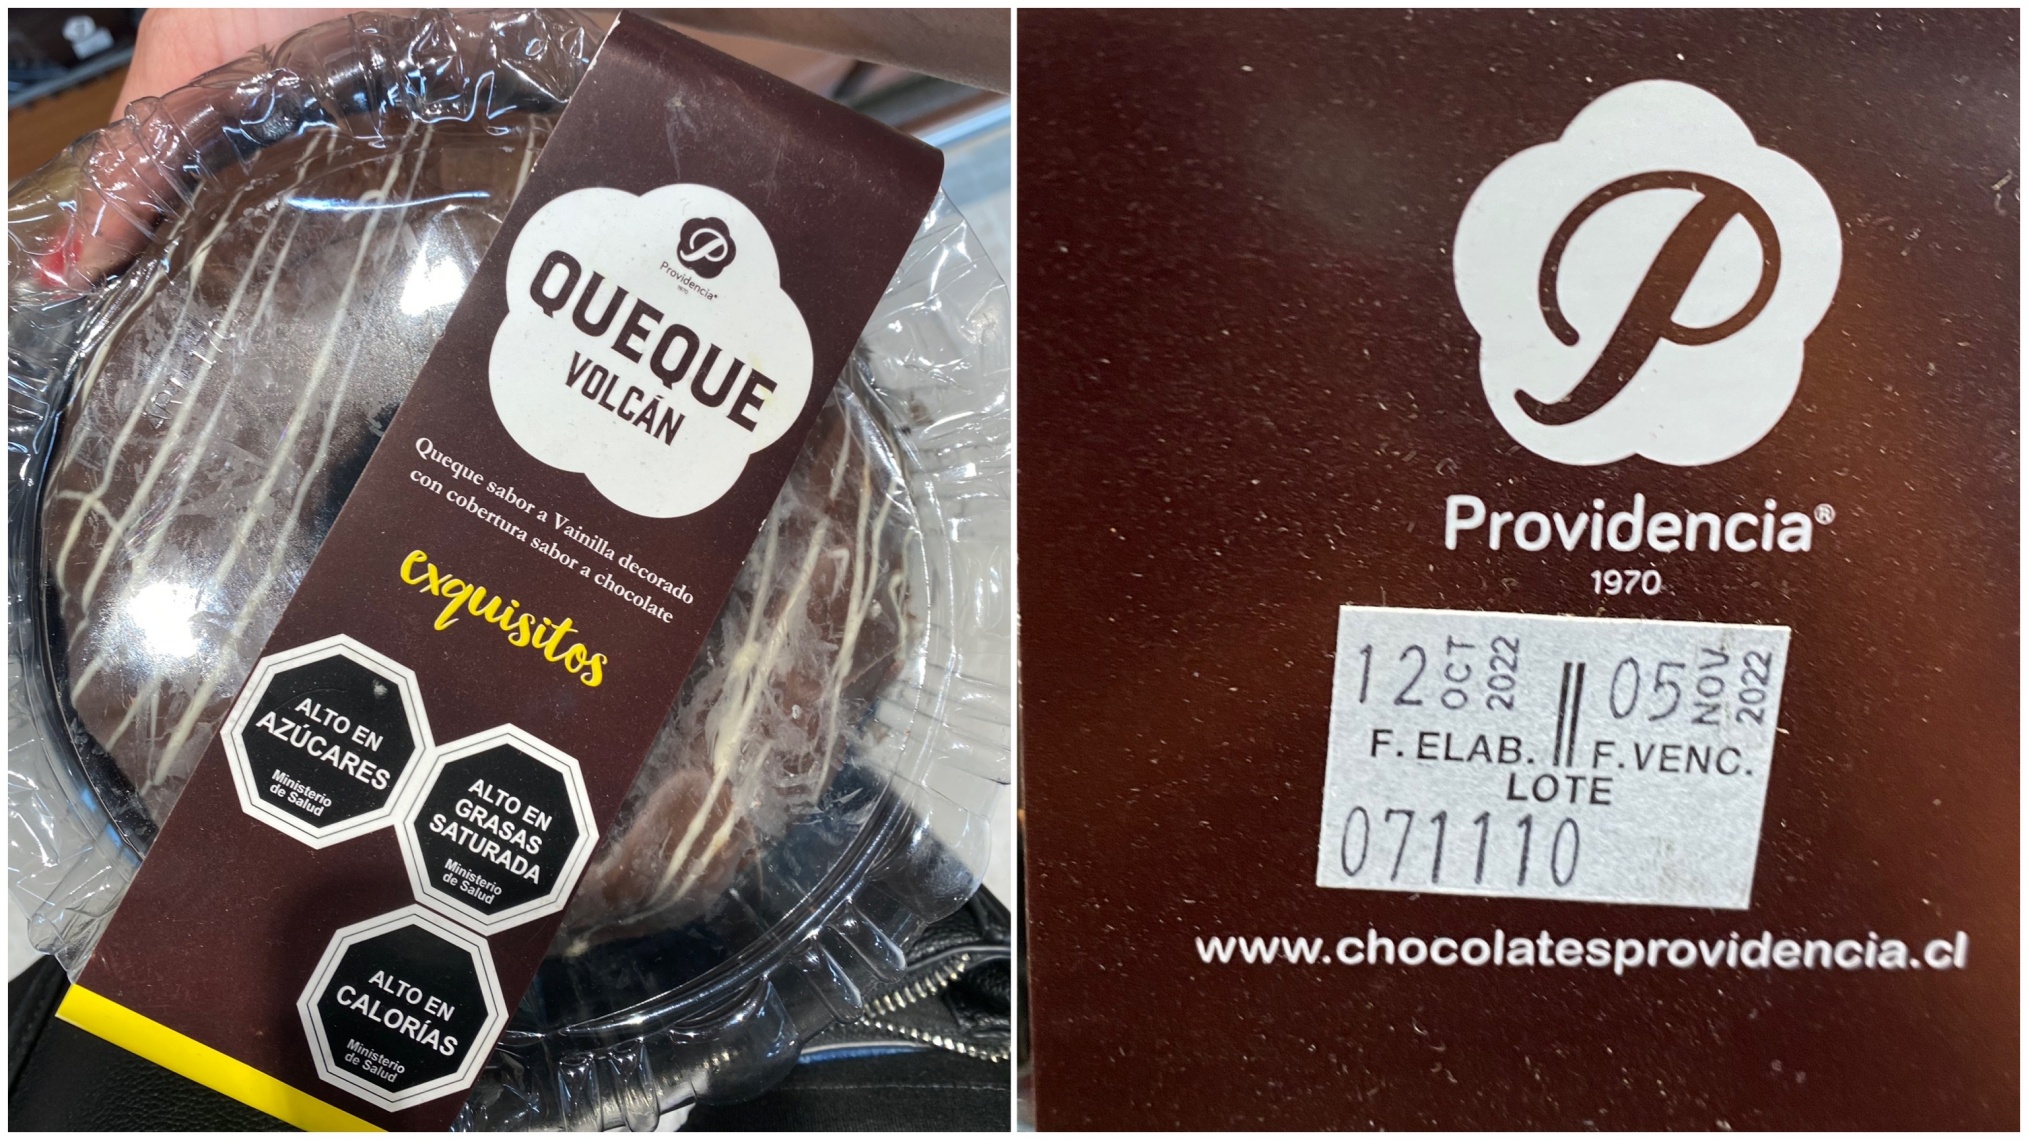 P
Providencia®
1970
QUEQUE
VOLCÁN
Queque sabor a Vainilla decorado
con cobertura sabor a chocolate
exquisitos
ALTO EN
AZÚCARES
Ministerio
de Salud
ALTO EN
GRASAS
SATURADA
Ministerio
de Salud
ALTO EN
CALORÍAS
Ministerio
de Salud
P
Providencia®
1970
12 OCT 2022 || 05 NOV 2022
F. ELAB. || F. VENC.
LOTE
071110
www.chocolatesprovidencia.cl